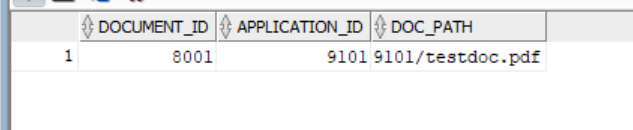 DOCUMENT_ID APPLICATION_ID DOC_PATH
1 8001 9101 9101/testdoc.pdf